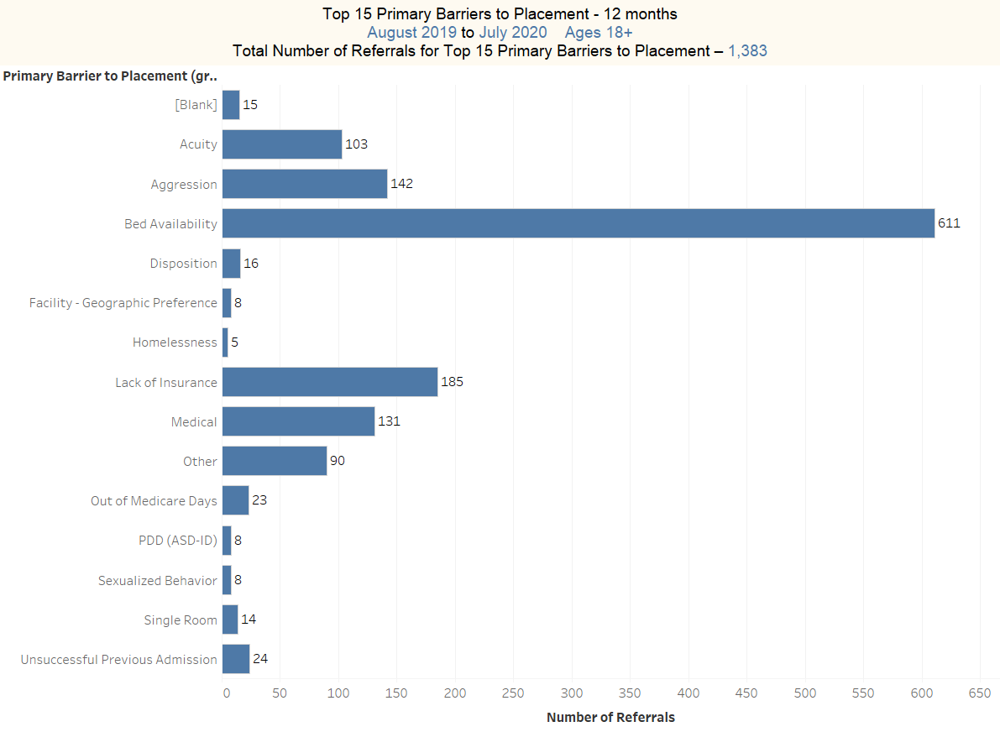 Top 15 Primary Barriers to Placement - 12 months
August 2019 to July 2020 Ages 18+
Total Number of Referrals for Top 15 Primary Barriers to Placement – 1,383
Primary Barrier to Placement (gr..
[Blank] 15
Acuity 103
Aggression 142
Bed Availability 611
Disposition 16
Facility - Geographic Preference 8
Homelessness 5
Lack of Insurance 185
Medical 131
Other 90
Out of Medicare Days 23
PDD (ASD-ID) 8
Sexualized Behavior 8
Single Room 14
Unsuccessful Previous Admission 24
0 50 100 150 200 250 300 350 400 450 500 550 600 650
Number of Referrals